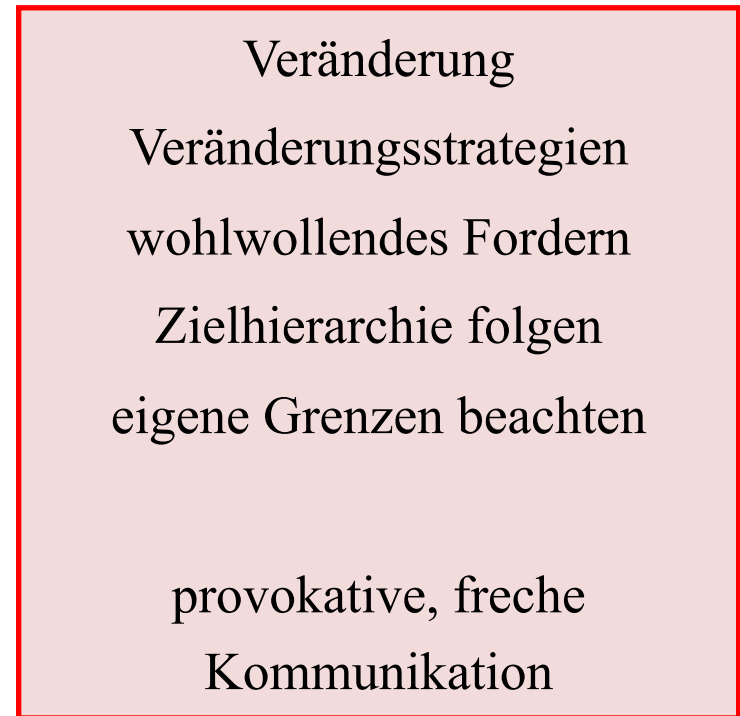 Veränderung
Veränderungsstrategien
wohlwollendes Fordern
Zielhierarchie folgen
eigene Grenzen beachten
provokative, freche
Kommunikation